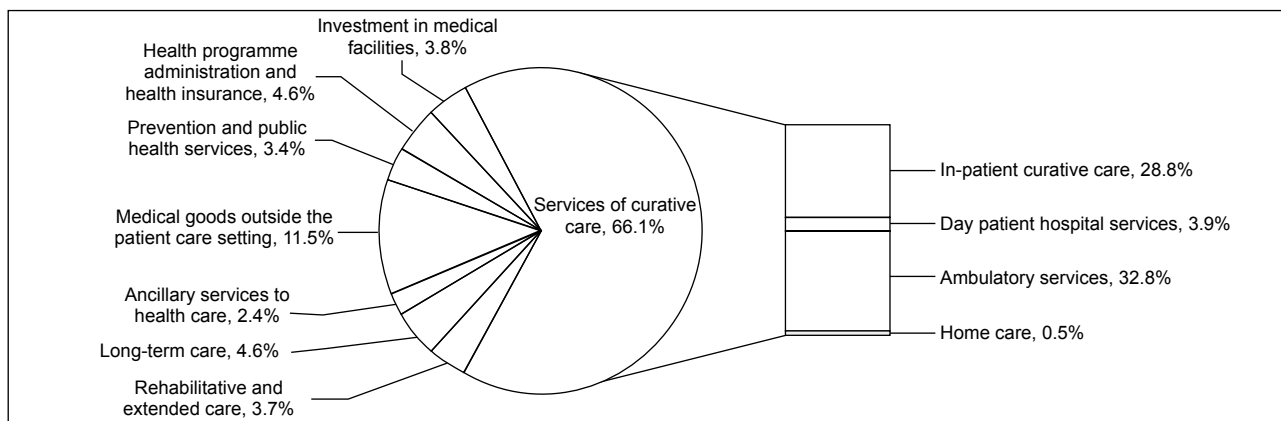 Investment in medical
facilities, 3.8%
Health programme
administration and
health insurance, 4.6%
Prevention and public
health services, 3.4%
Medical goods outside the
patient care setting, 11.5%
Ancillary services to
health care, 2.4%
Long-term care, 4.6%
Rehabilitative and
extended care, 3.7%
Services of curative
care, 66.1%
In-patient curative care, 28.8%
Day patient hospital services, 3.9%
Ambulatory services, 32.8%
Home care, 0.5%